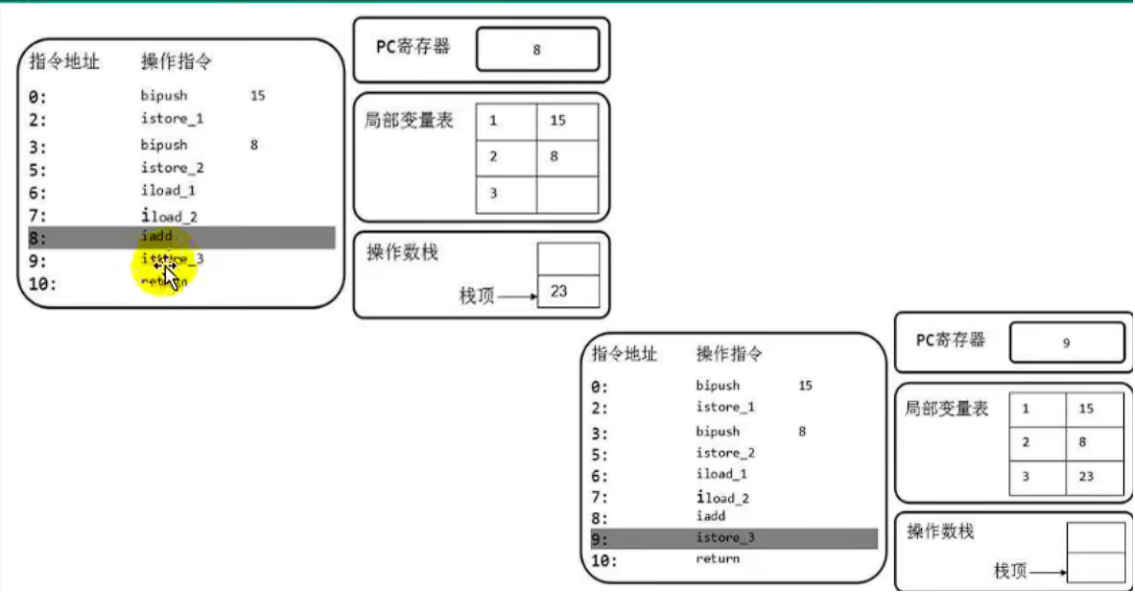 指令地址 操作指令
0: bipush 15
2: istore_1
3: bipush 8
5: istore_2
6: iload_1
7: iload_2
8: iadd
9: istore_3
10: return
PC寄存器 8
局部变量表 1 15
2 8
3
操作数栈
栈顶 23
指令地址 操作指令
0: bipush 15
2: istore_1
3: bipush 8
5: istore_2
6: iload_1
7: iload_2
8: iadd
9: istore_3
10: return
PC寄存器 9
局部变量表 1 15
2 8
3 23
操作数栈
栈顶